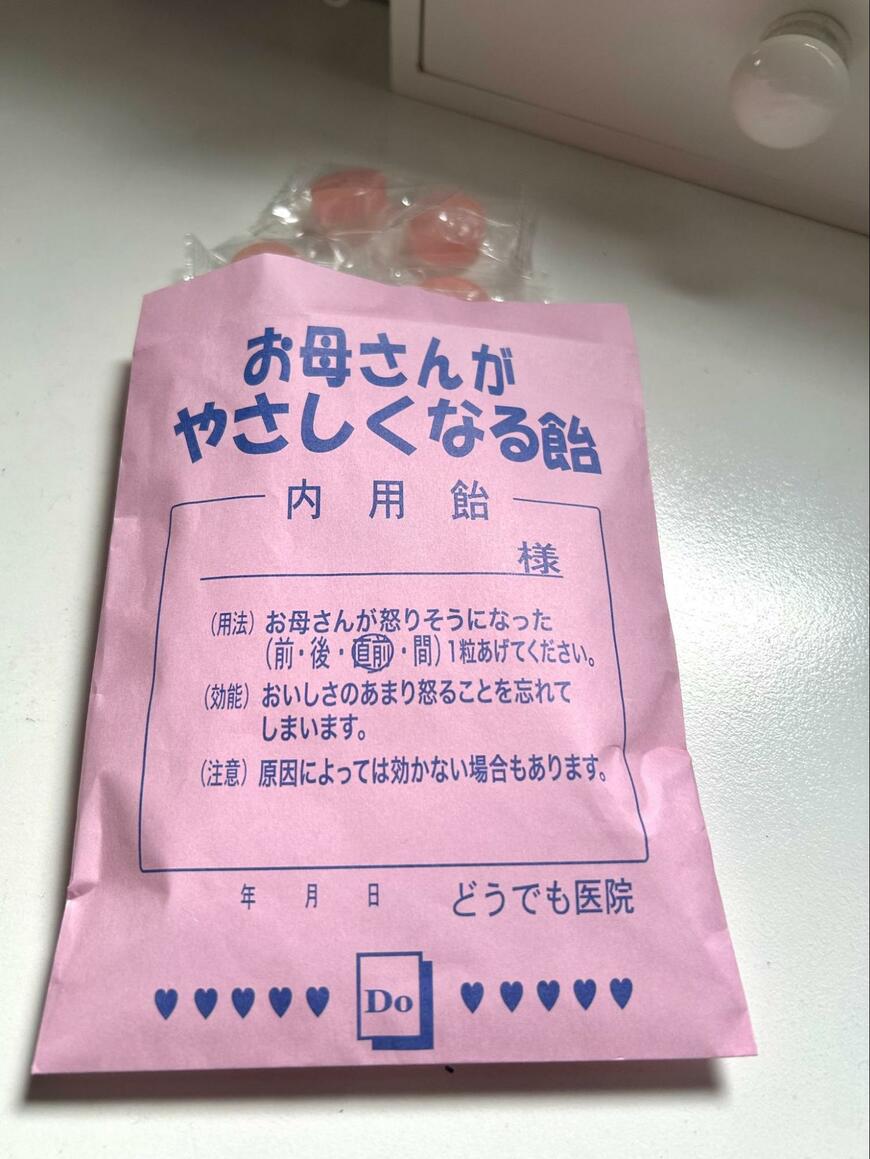 お母さんが
やさしくなる飴
内用飴
様
(用法) お母さんが怒りそうになった
(前・後・直前・間) 1粒あげてください。
(効能) おいしさのあまり怒ることを忘れて
しまいます。
(注意) 原因によっては効かない場合もあります。
年 月 日 どうでも医院
Do